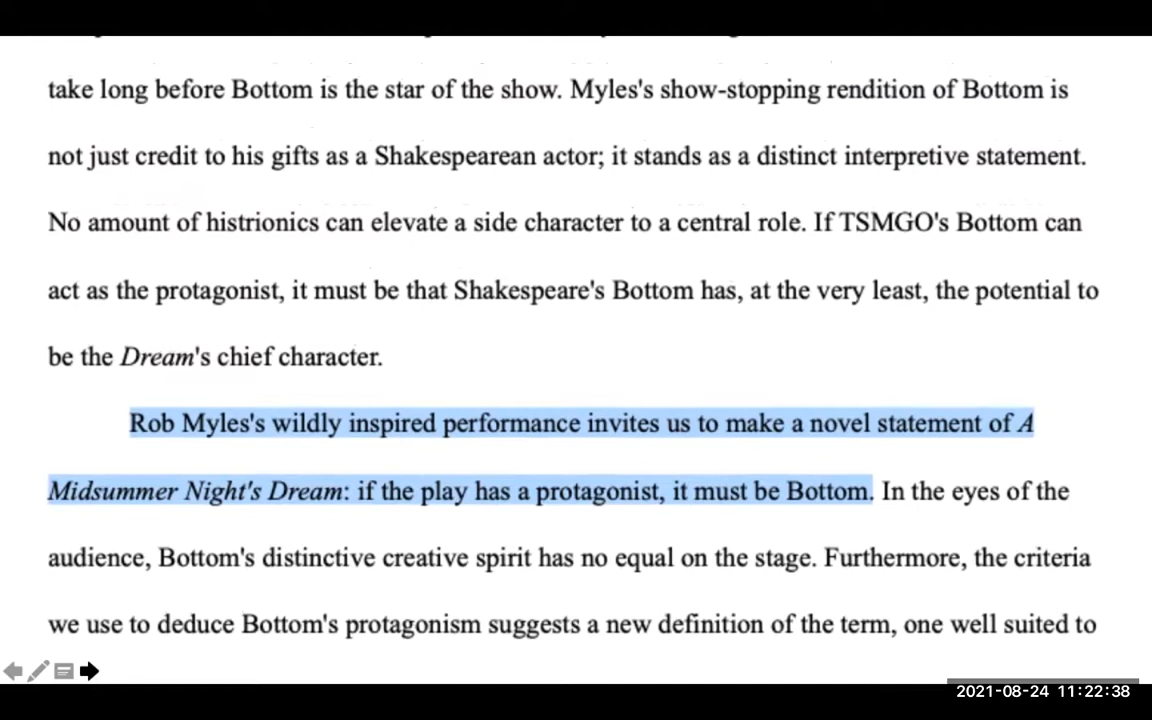 take long before Bottom is the star of the show. Myles's show-stopping rendition of Bottom is
not just credit to his gifts as a Shakespearean actor; it stands as a distinct interpretive statement.
No amount of histrionics can elevate a side character to a central role. If TSMGO's Bottom can
act as the protagonist, it must be that Shakespeare's Bottom has, at the very least, the potential to
be the Dream's chief character.
Rob Myles's wildly inspired performance invites us to make a novel statement of A
Midsummer Night's Dream: if the play has a protagonist, it must be Bottom. In the eyes of the
audience, Bottom's distinctive creative spirit has no equal on the stage. Furthermore, the criteria
we use to deduce Bottom's protagonism suggests a new definition of the term, one well suited to
2021-08-24 11:22:38